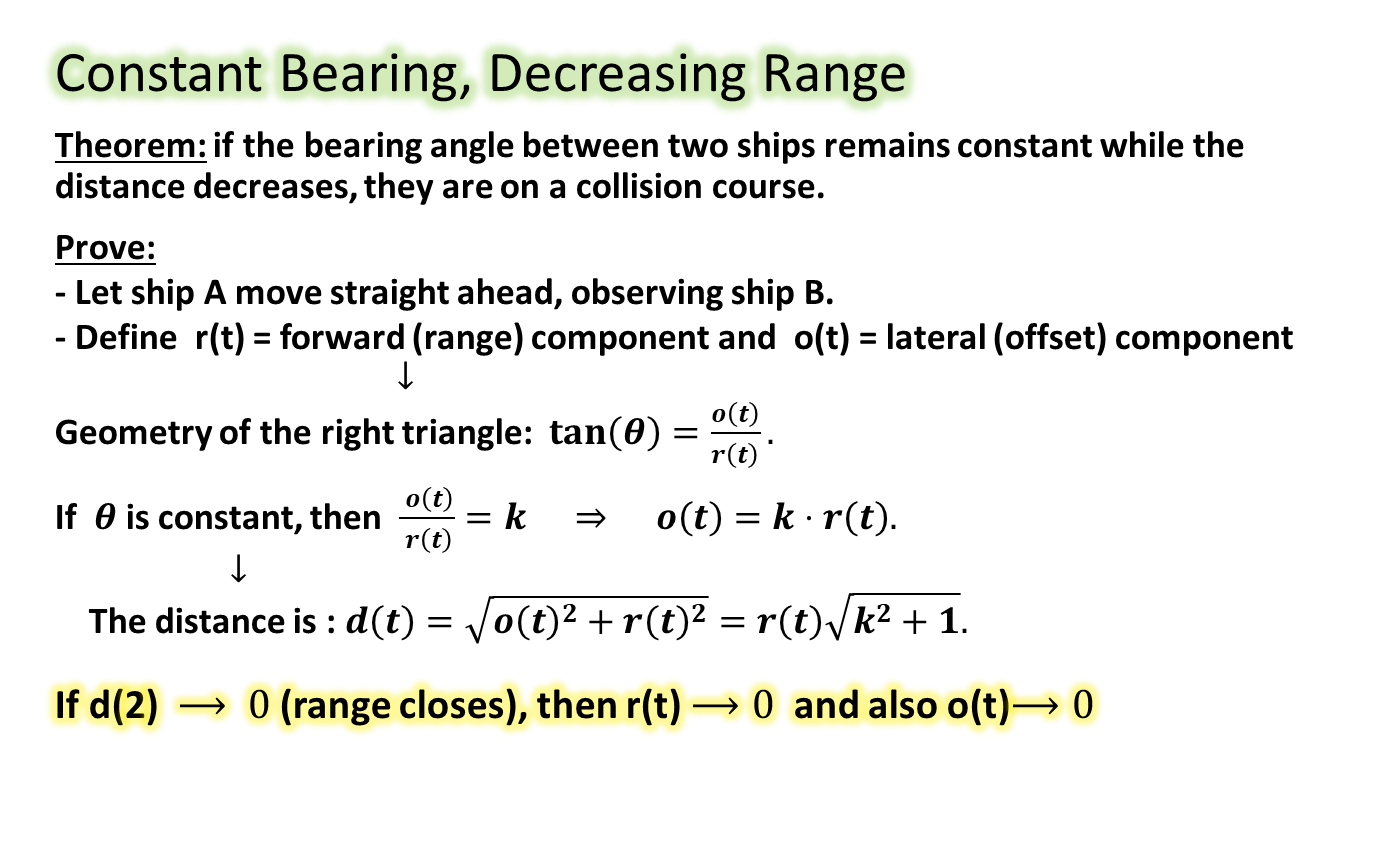 Constant Bearing, Decreasing Range
Theorem: if the bearing angle between two ships remains constant while the
distance decreases, they are on a collision course.
Prove:
- Let ship A move straight ahead, observing ship B.
- Define r(t) = forward (range) component and o(t) = lateral (offset) component
↓
Geometry of the right triangle: tan(θ) = o(t)/r(t).
If θ is constant, then o(t)/r(t) = k ⇒ o(t) = k · r(t).
↓
The distance is : d(t) = √(o(t)² + r(t)²) = r(t)√(k² + 1).
If d(2) ⟶ 0 (range closes), then r(t) ⟶ 0 and also o(t)⟶ 0